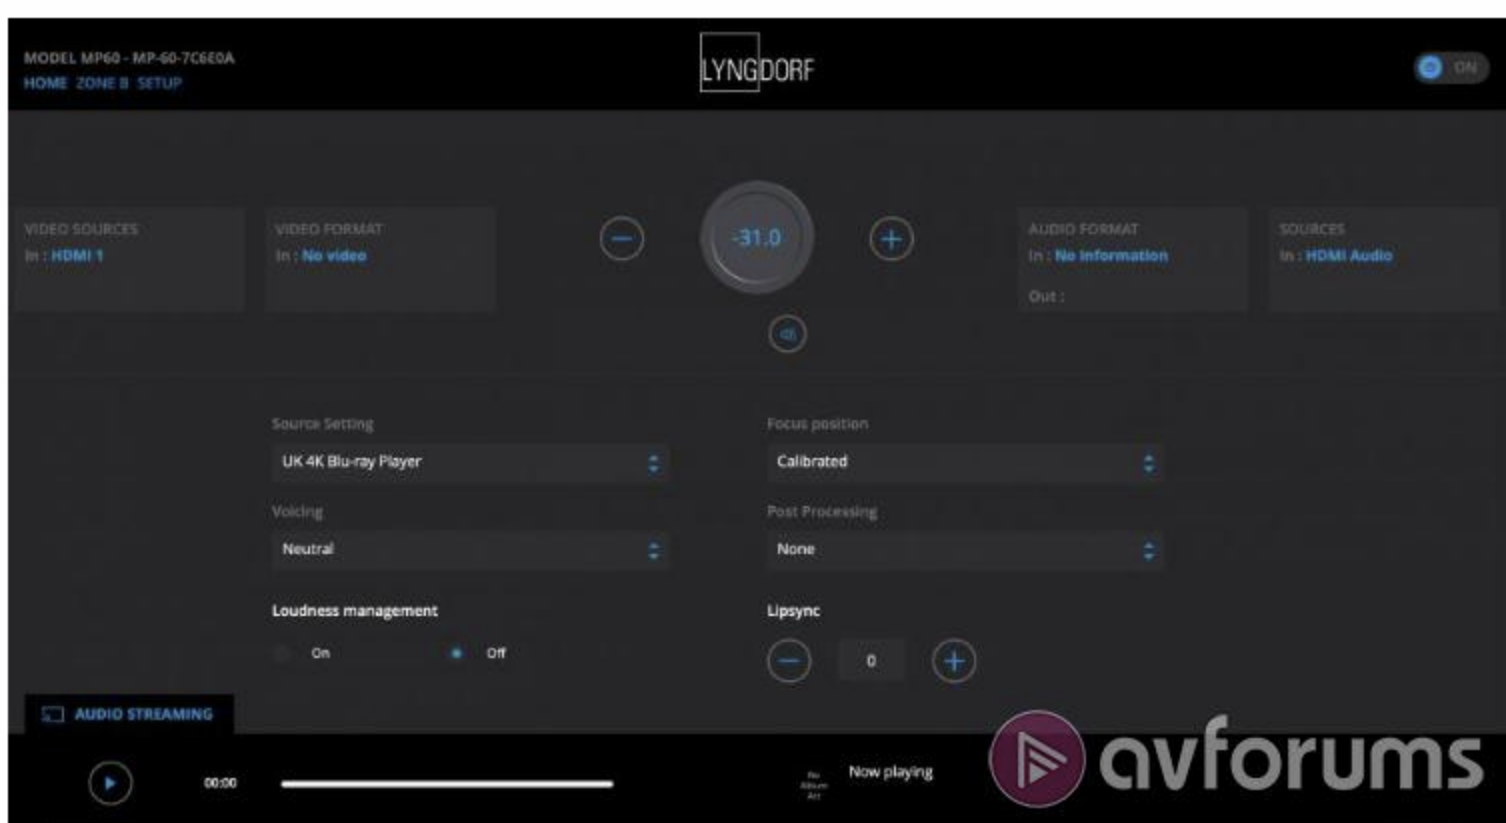 MODEL MP60 - MP-60-7C6E0A
HOME ZONE B SETUP
LYNGDORF
ON
VIDEO SOURCES
In : HDMI 1
VIDEO FORMAT
In : No video
-31.0
AUDIO FORMAT
In : No Information
Out :
SOURCES
In : HDMI Audio
Source Setting
UK 4K Blu-ray Player
Focus position
Calibrated
Voicing
Neutral
Post Processing
None
Loudness management
On
Off
Lipsync
0
AUDIO STREAMING
00:00
No
Album
Art
Now playing
avforums